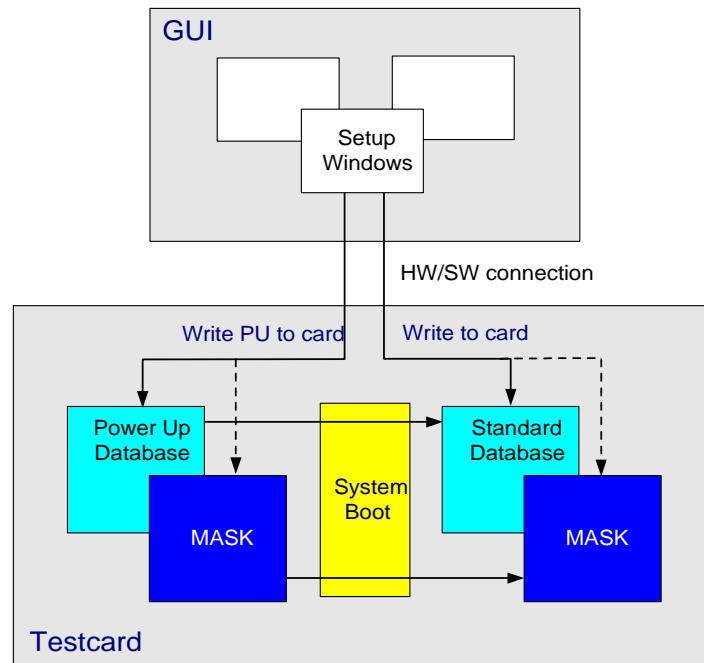 GUI
Setup
Windows
HW/SW connection
Write PU to card
Write to card
Power Up
Database
System
Boot
Standard
Database
MASK
MASK
Testcard